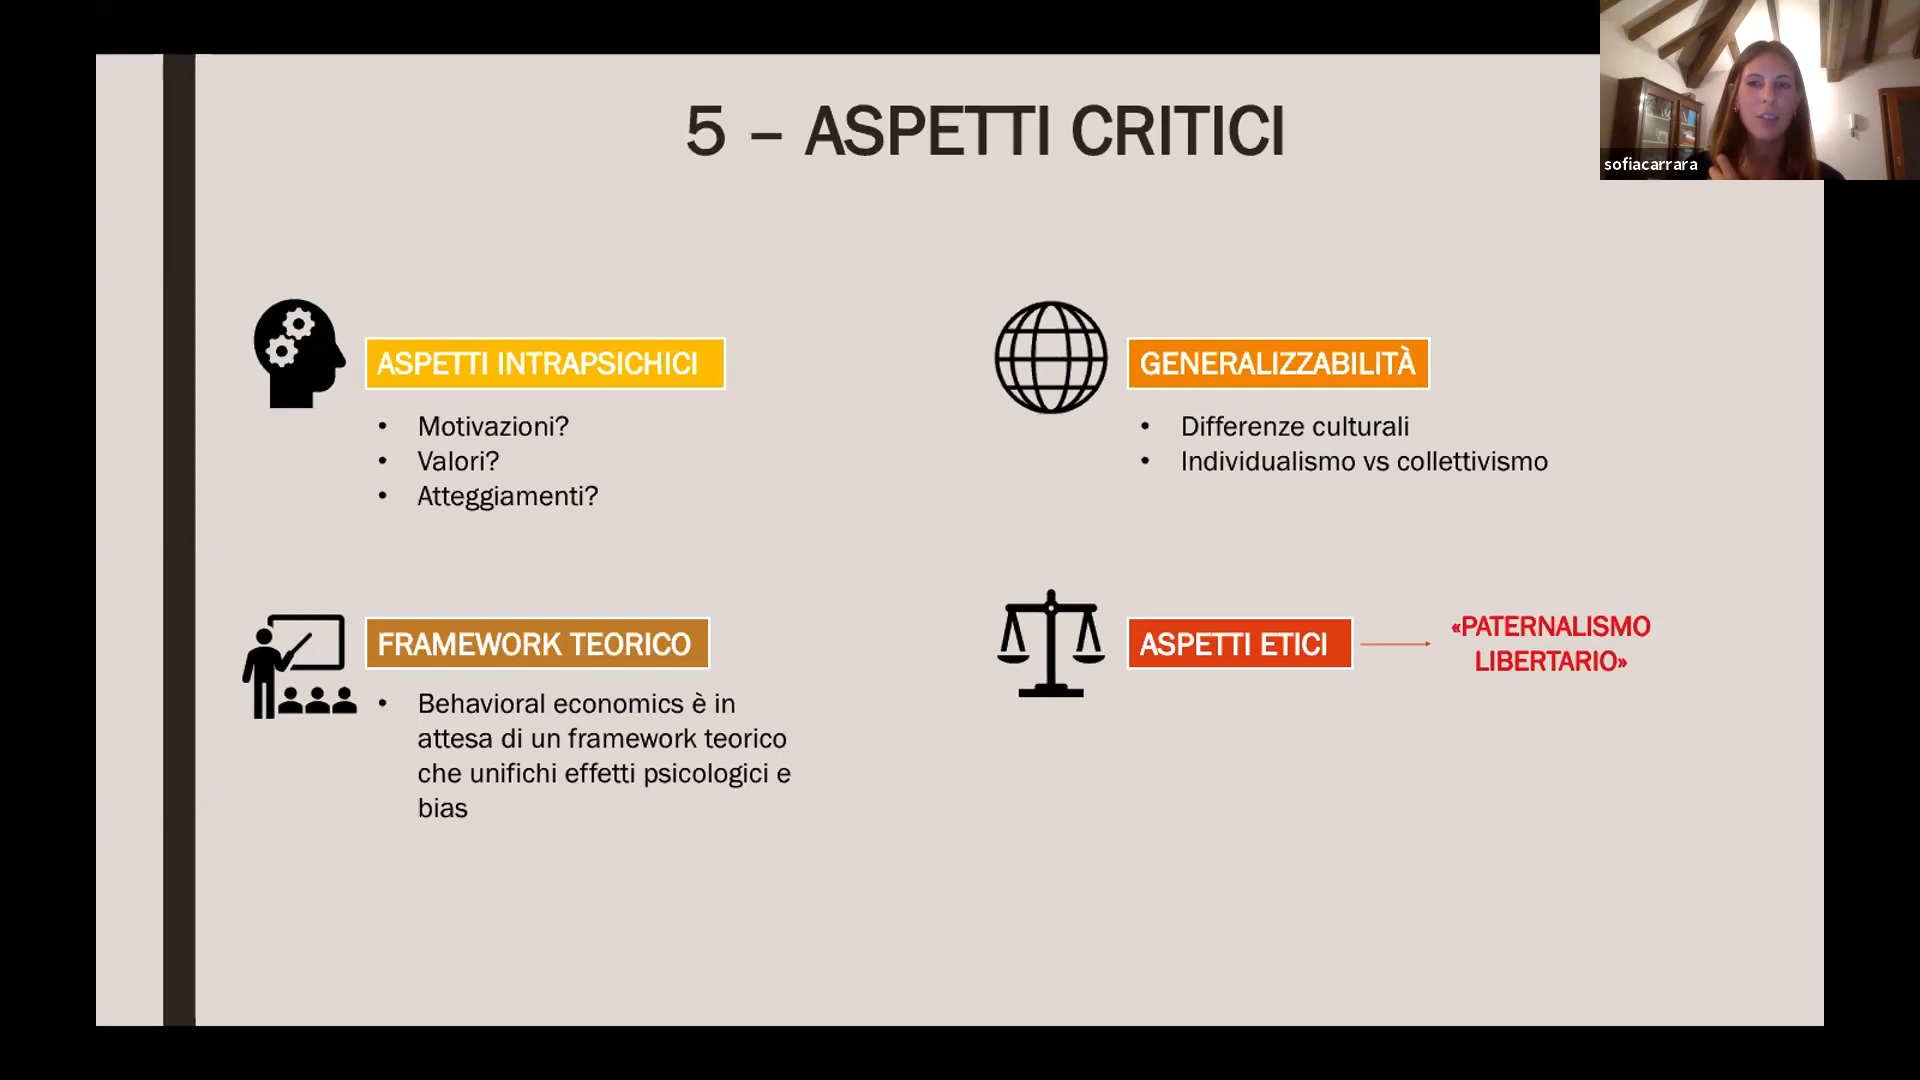 5 – ASPETTI CRITICI
sofiacarrara
ASPETTI INTRAPSICHICI
• Motivazioni?
• Valori?
• Atteggiamenti?
GENERALIZZABILITÀ
• Differenze culturali
• Individualismo vs collettivismo
FRAMEWORK TEORICO
• Behavioral economics è in
attesa di un framework teorico
che unifichi effetti psicologici e
bias
ASPETTI ETICI
«PATERNALISMO
LIBERTARIO»